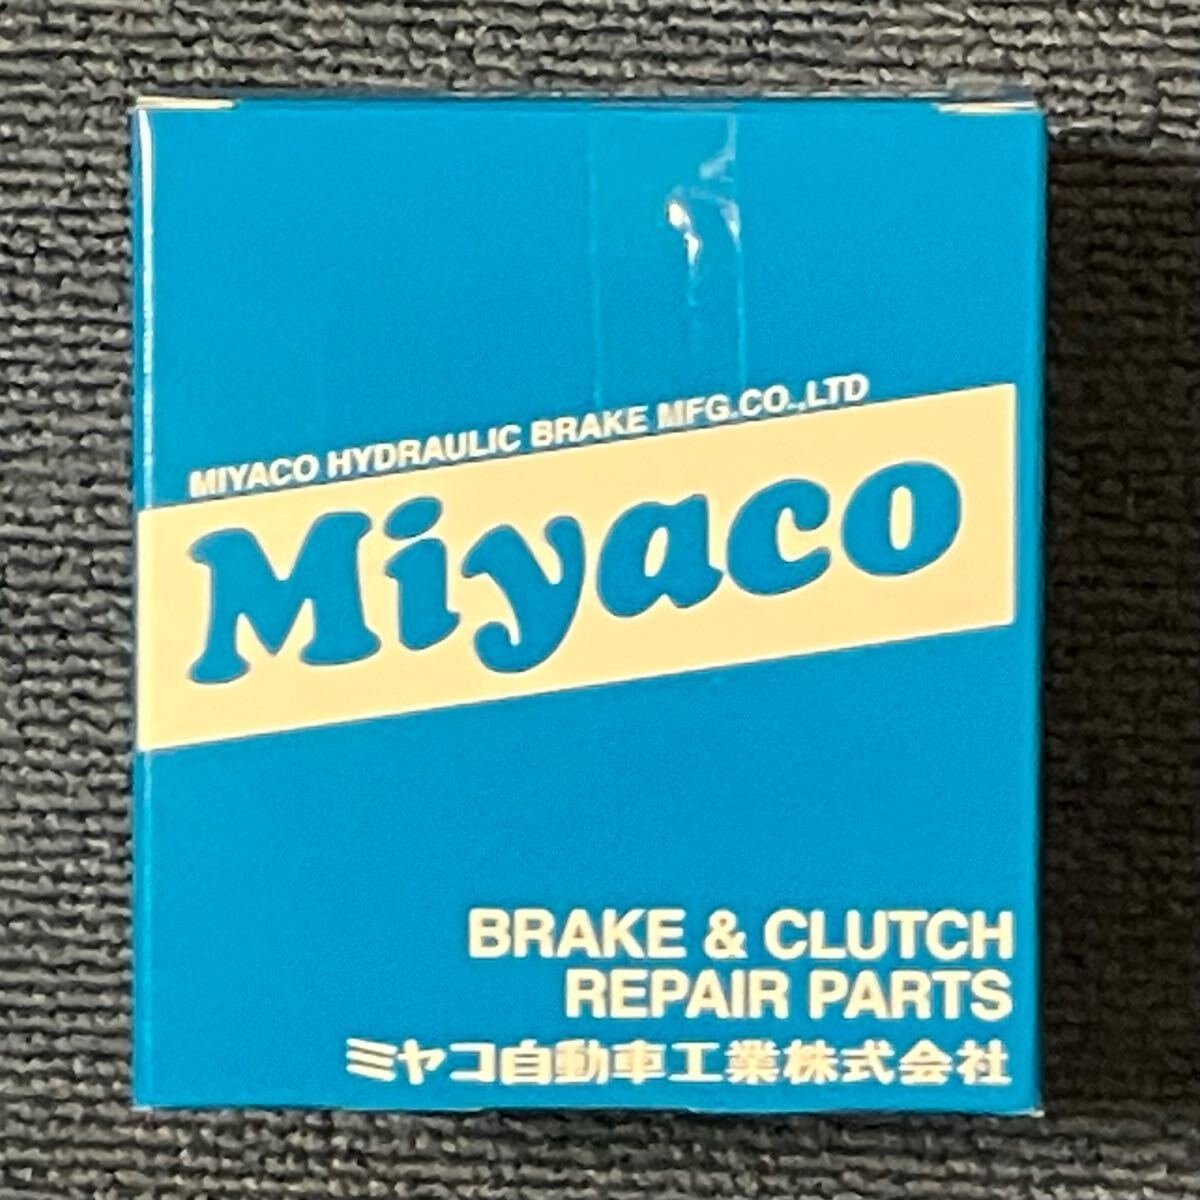 MIYACO HYDRAULIC BRAKE MFG.CO.,LTD
Miyaco
BRAKE & CLUTCH
REPAIR PARTS
ミヤコ自動車工業株式会社